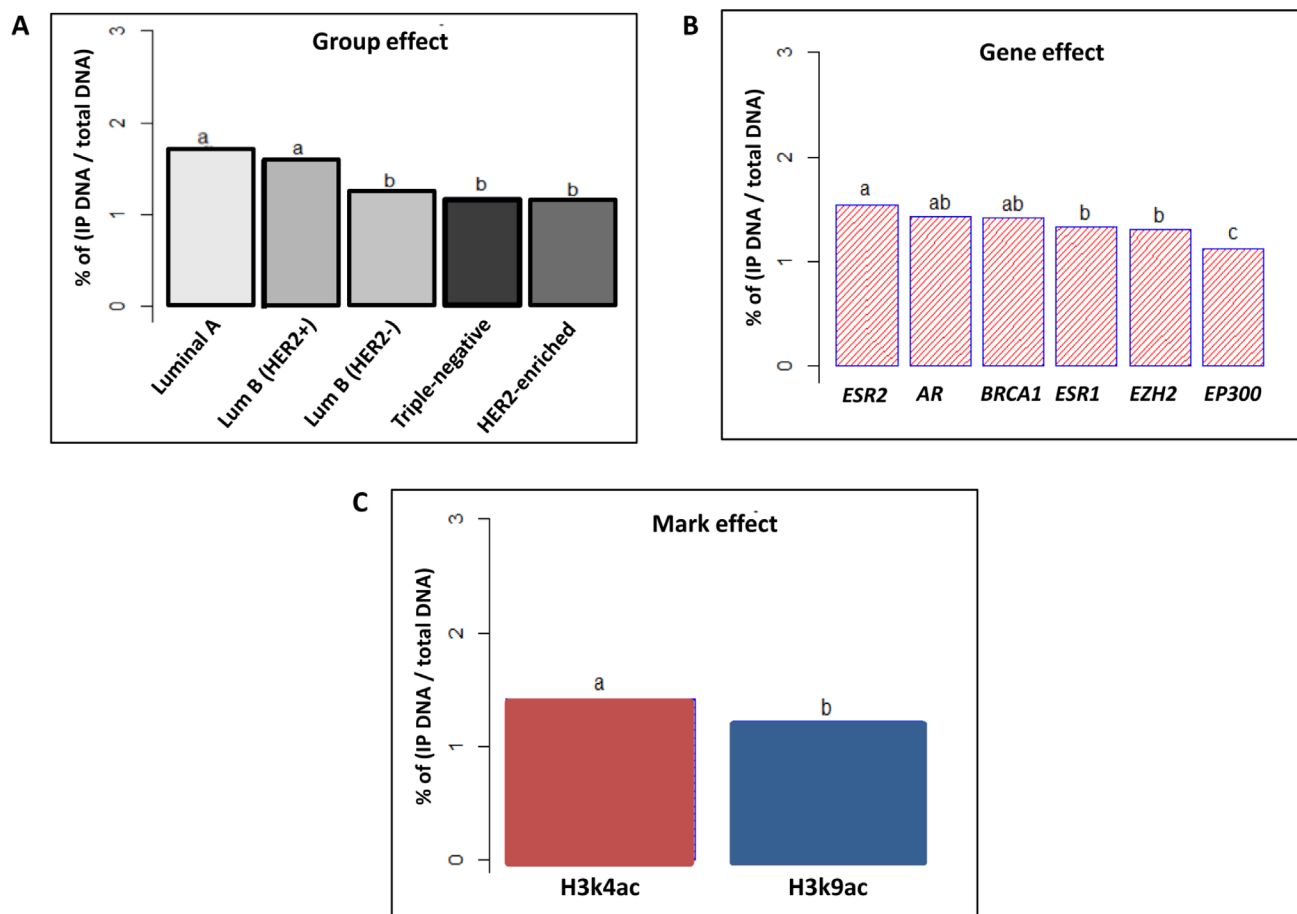 A
Group effect
% of (IP DNA / total DNA)
3
2
1
0
a
a
b
b
b
Luminal A
Lum B (HER2+)
Lum B (HER2-)
Triple-negative
HER2-enriched
B
Gene effect
% of (IP DNA / total DNA)
3
2
1
0
a
ab
ab
b
b
c
ESR2 AR BRCA1 ESR1 EZH2 EP300
C
Mark effect
% of (IP DNA / total DNA)
3
2
1
0
a
b
H3k4ac H3k9ac